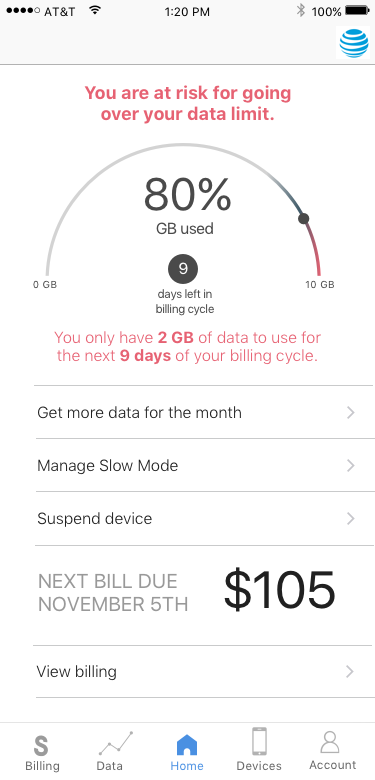 AT&T 1:20 PM 100%
You are at risk for going
over your data limit.
80%
GB used
9
0 GB 10 GB
days left in
billing cycle
You only have 2 GB of data to use for
the next 9 days of your billing cycle.
Get more data for the month
Manage Slow Mode
Suspend device
NEXT BILL DUE
NOVEMBER 5TH
$105
View billing
$
Billing Data Home Devices Account